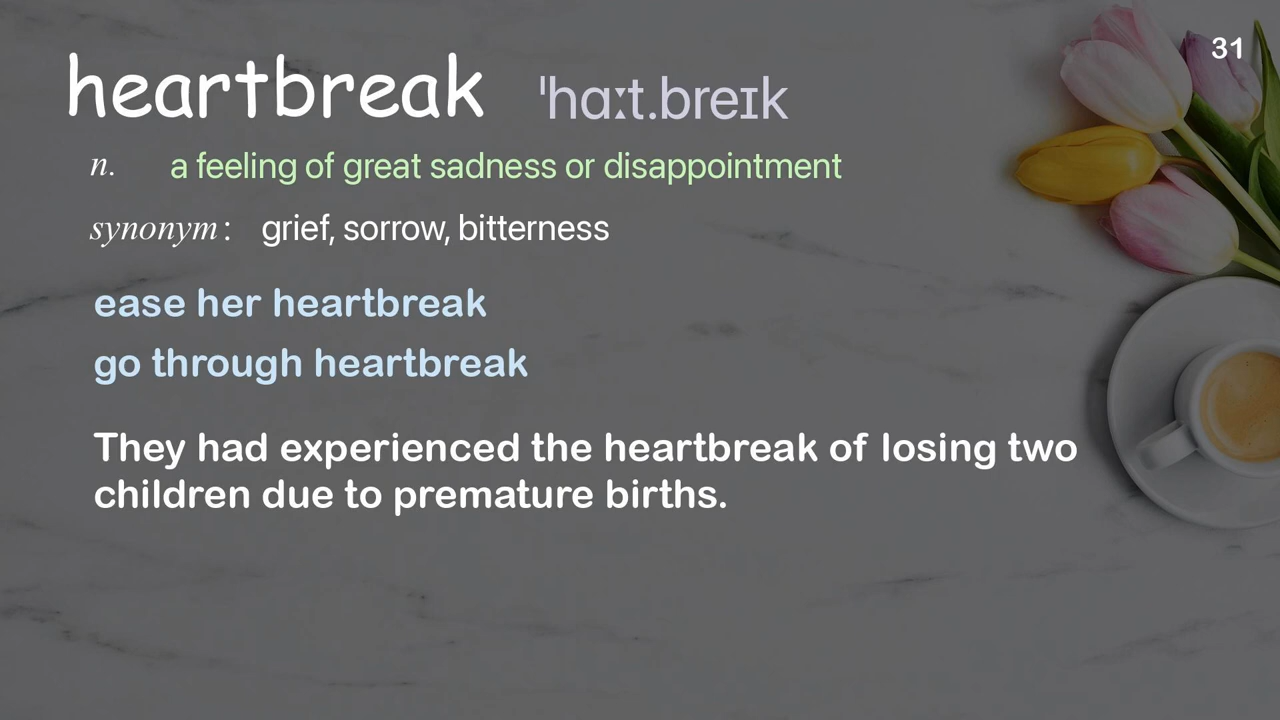 31
heartbreak ˈhɑːt.breɪk
n. a feeling of great sadness or disappointment
synonym: grief, sorrow, bitterness
ease her heartbreak
go through heartbreak
They had experienced the heartbreak of losing two
children due to premature births.